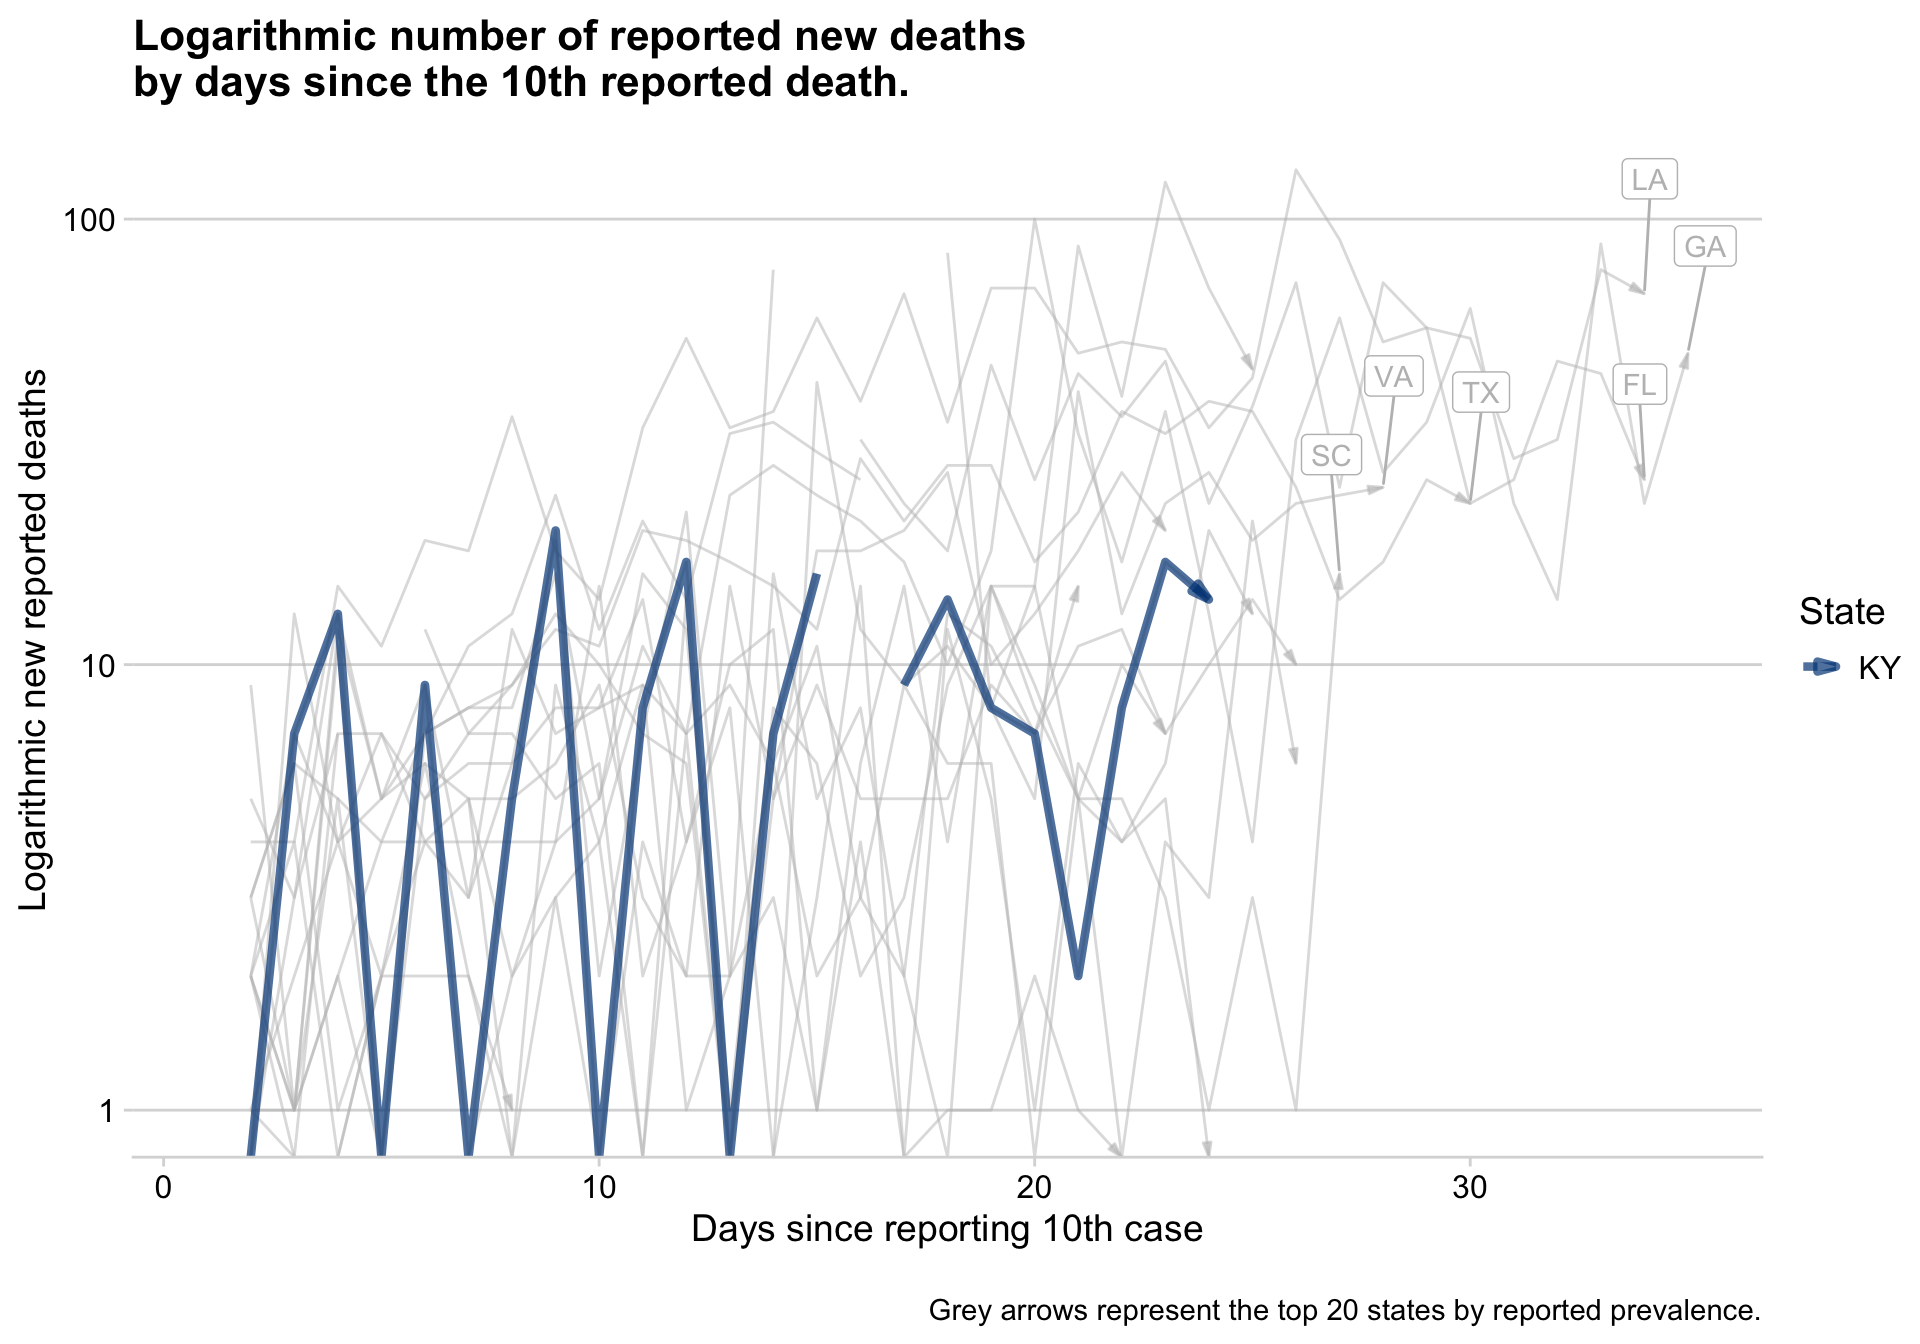 Logarithmic number of reported new deaths
by days since the 10th reported death.
Logarithmic new reported deaths
100
10
1
LA
GA
VA
TX
FL
SC
State
KY
0
10
20
30
Days since reporting 10th case
Grey arrows represent the top 20 states by reported prevalence.